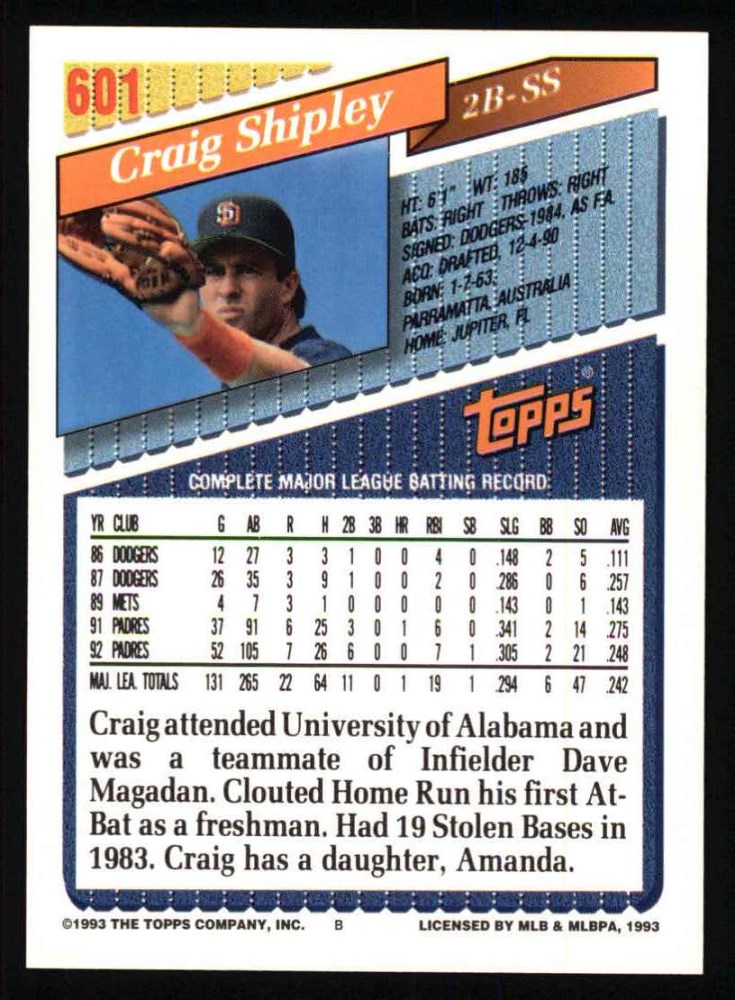 601
Craig Shipley
2B-SS
HT: 6'1" WT: 185
BATS: RIGHT THROWS: RIGHT
SIGNED: DODGERS-1984, AS F.A.
ACQ: DRAFTED, 12-4-90
BORN: 1-7-63,
PARRAMATTA, AUSTRALIA
HOME: JUPITER, FL
TOPPS®
COMPLETE MAJOR LEAGUE BATTING RECORD
YR CLUB G AB R H 2B 3B HR RBI SB SLG BB SO AVG
86 DODGERS 12 27 3 3 1 0 0 4 0 .148 2 5 .111
87 DODGERS 26 35 3 9 1 0 0 2 0 .286 0 6 .257
89 METS 4 7 3 1 0 0 0 0 0 .143 0 1 .143
91 PADRES 37 91 6 25 3 0 1 6 0 .341 2 14 .275
92 PADRES 52 105 7 26 6 0 0 7 1 .305 2 21 .248
MAJ. LEA. TOTALS 131 265 22 64 11 0 1 19 1 .294 6 47 .242
Craig attended University of Alabama and
was a teammate of Infielder Dave
Magadan. Clouted Home Run his first At-
Bat as a freshman. Had 19 Stolen Bases in
1983. Craig has a daughter, Amanda.
©1993 THE TOPPS COMPANY, INC. B LICENSED BY MLB & MLBPA, 1993